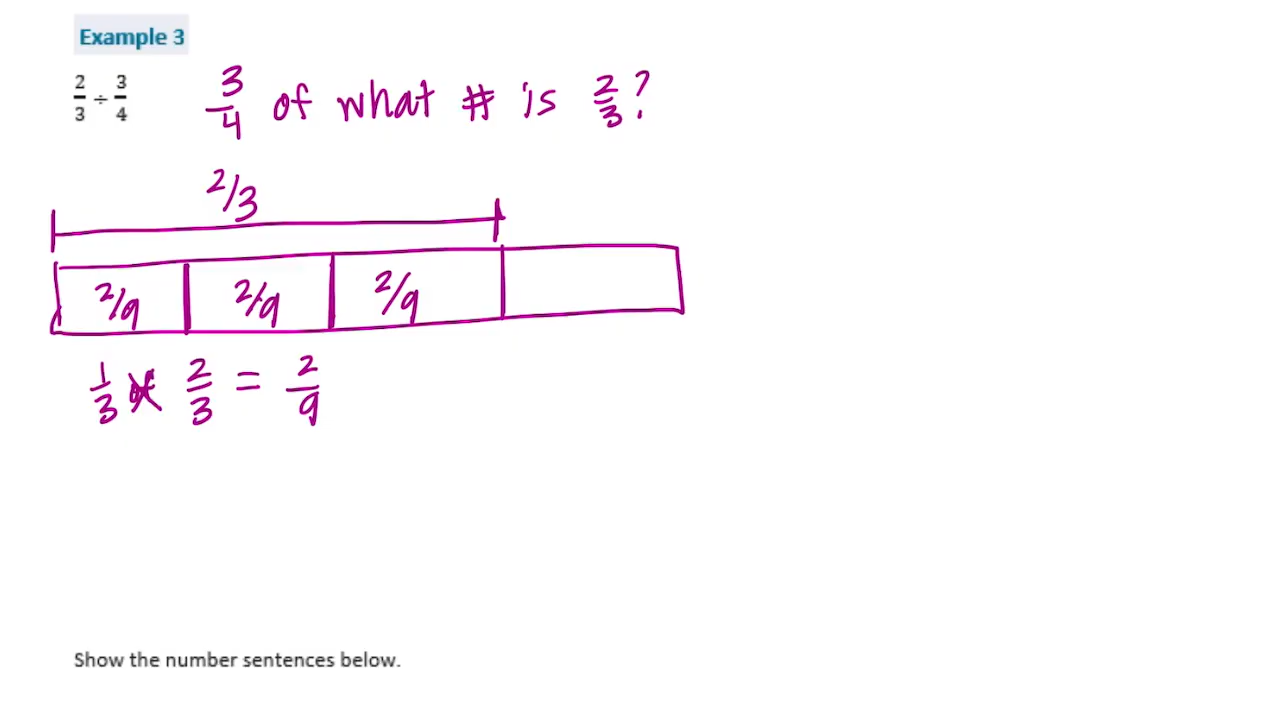 Example 3
2/3 ÷ 3/4 3/4 of what # is 2/3?
2/3
2/9 2/9 2/9
1/3 of 2/3 = 2/9
Show the number sentences below.